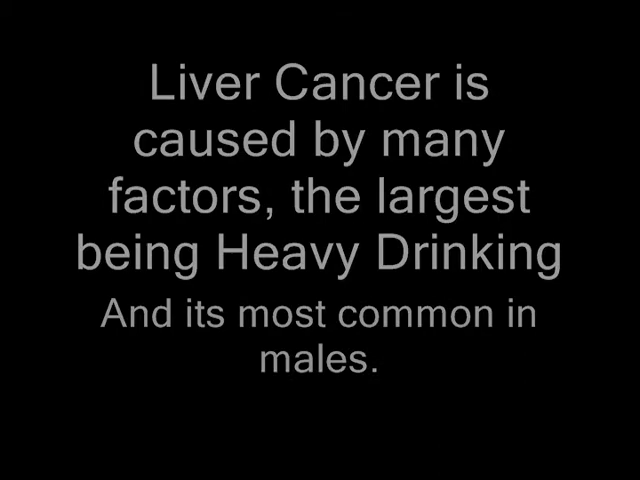 Liver Cancer is
caused by many
factors, the largest
being Heavy Drinking
And its most common in
males.